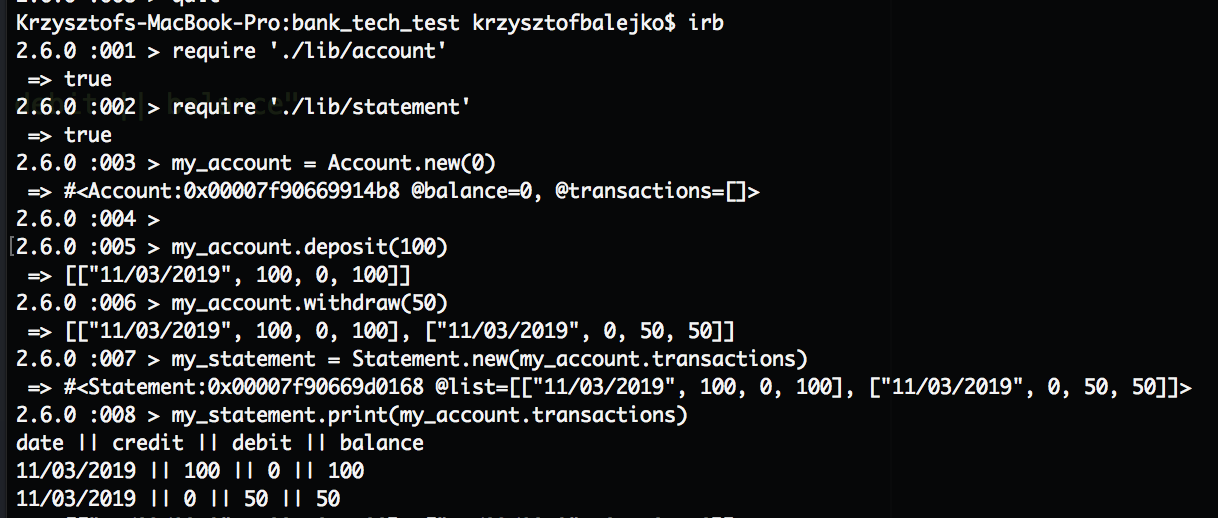 Krzysztofs-MacBook-Pro:bank_tech_test krzysztofbalejko$ irb
2.6.0 :001 > require './lib/account'
 => true
2.6.0 :002 > require './lib/statement'
 => true
2.6.0 :003 > my_account = Account.new(0)
 => #<Account:0x00007f90669914b8 @balance=0, @transactions=[]>
2.6.0 :004 >
[2.6.0 :005 > my_account.deposit(100)
 => [["11/03/2019", 100, 0, 100]]
2.6.0 :006 > my_account.withdraw(50)
 => [["11/03/2019", 100, 0, 100], ["11/03/2019", 0, 50, 50]]
2.6.0 :007 > my_statement = Statement.new(my_account.transactions)
 => #<Statement:0x00007f90669d0168 @list=[["11/03/2019", 100, 0, 100], ["11/03/2019", 0, 50, 50]]>
2.6.0 :008 > my_statement.print(my_account.transactions)
date || credit || debit || balance
11/03/2019 || 100 || 0 || 100
11/03/2019 || 0 || 50 || 50